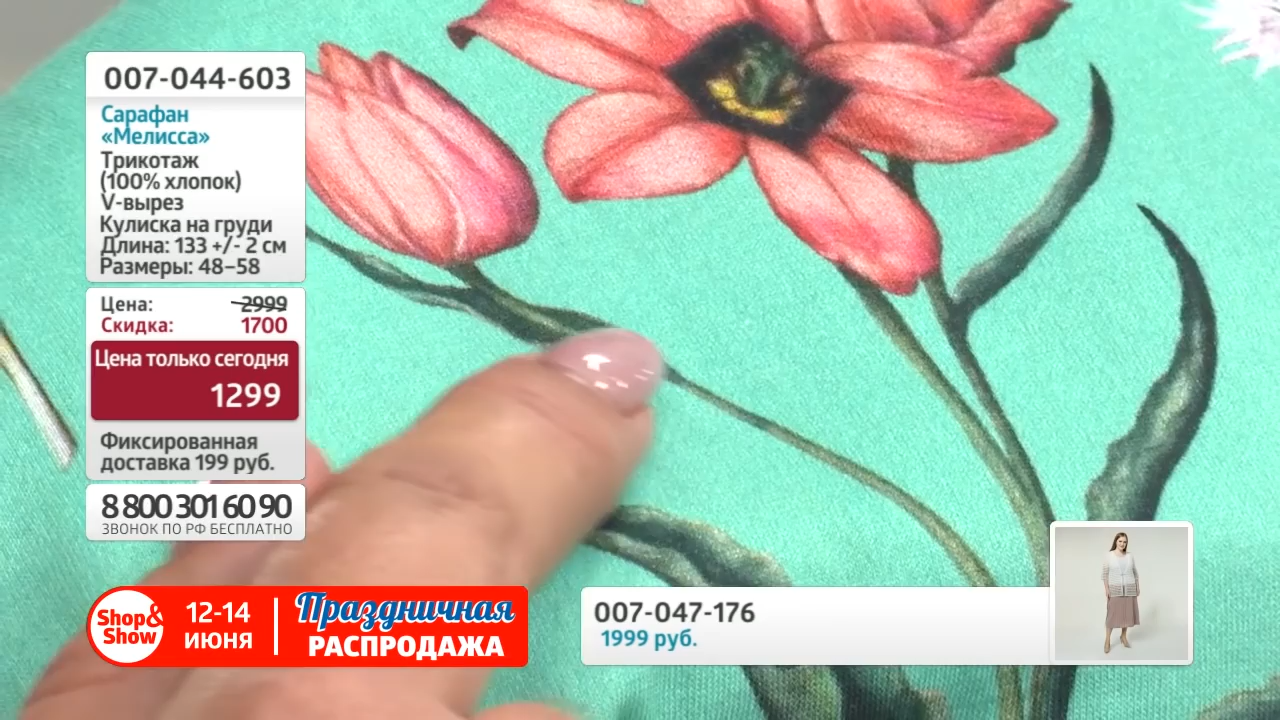 007-044-603
Сарафан
«Мелисса»
Трикотаж
(100% хлопок)
V-вырез
Кулиска на груди
Длина: 133 +/- 2 см
Размеры: 48–58
Цена: 2999
Скидка: 1700
Цена только сегодня
1299
Фиксированная
доставка 199 руб.
8 800 301 60 90
ЗВОНОК ПО РФ БЕСПЛАТНО
Shop&
Show
12-14
ИЮНЯ
Праздничная
РАСПРОДАЖА
007-047-176
1999 руб.